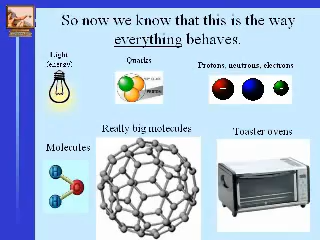 So now we know that this is the way
everything behaves.
Light
(energy)
Quarks
Protons, neutrons, electrons
PROTON
Really big molecules
Toaster ovens
Molecules